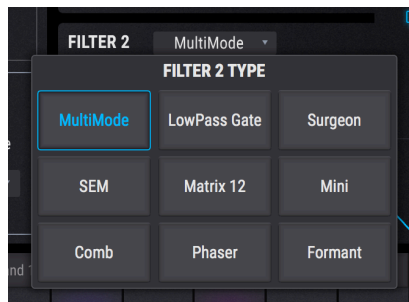 FILTER 2 MultiMode
FILTER 2 TYPE
MultiMode LowPass Gate Surgeon
SEM Matrix 12 Mini
Comb Phaser Formant